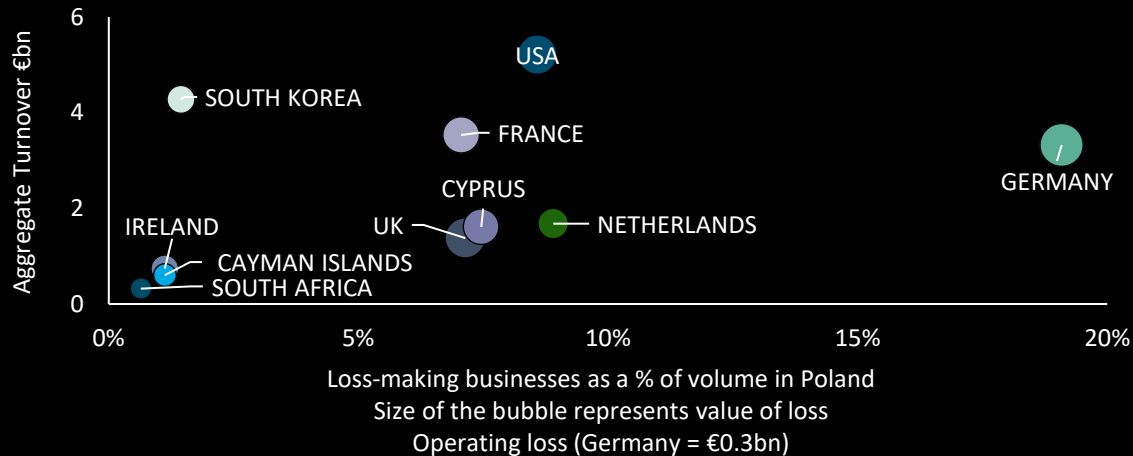 Aggregate Turnover €bn
6
4
2
0
USA
SOUTH KOREA
FRANCE
GERMANY
CYPRUS
UK
NETHERLANDS
IRELAND
CAYMAN ISLANDS
SOUTH AFRICA
0%
5%
10%
15%
20%
Loss-making businesses as a % of volume in Poland
Size of the bubble represents value of loss
Operating loss (Germany = €0.3bn)